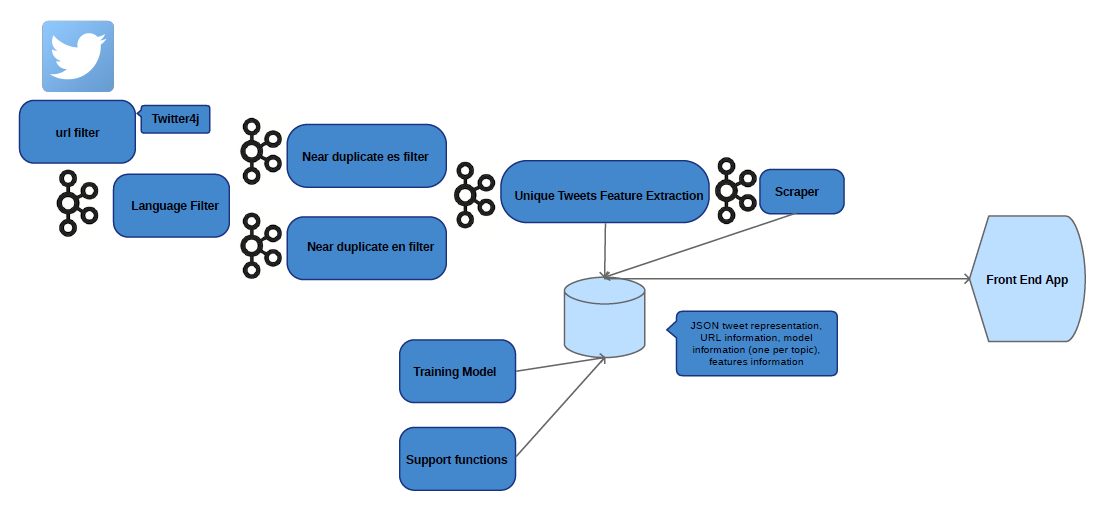 url filter
Twitter4j
Language Filter
Near duplicate es filter
Near duplicate en filter
Unique Tweets Feature Extraction
Scraper
Front End App
JSON tweet representation,
URL information, model
information (one per topic),
features information
Training Model
Support functions